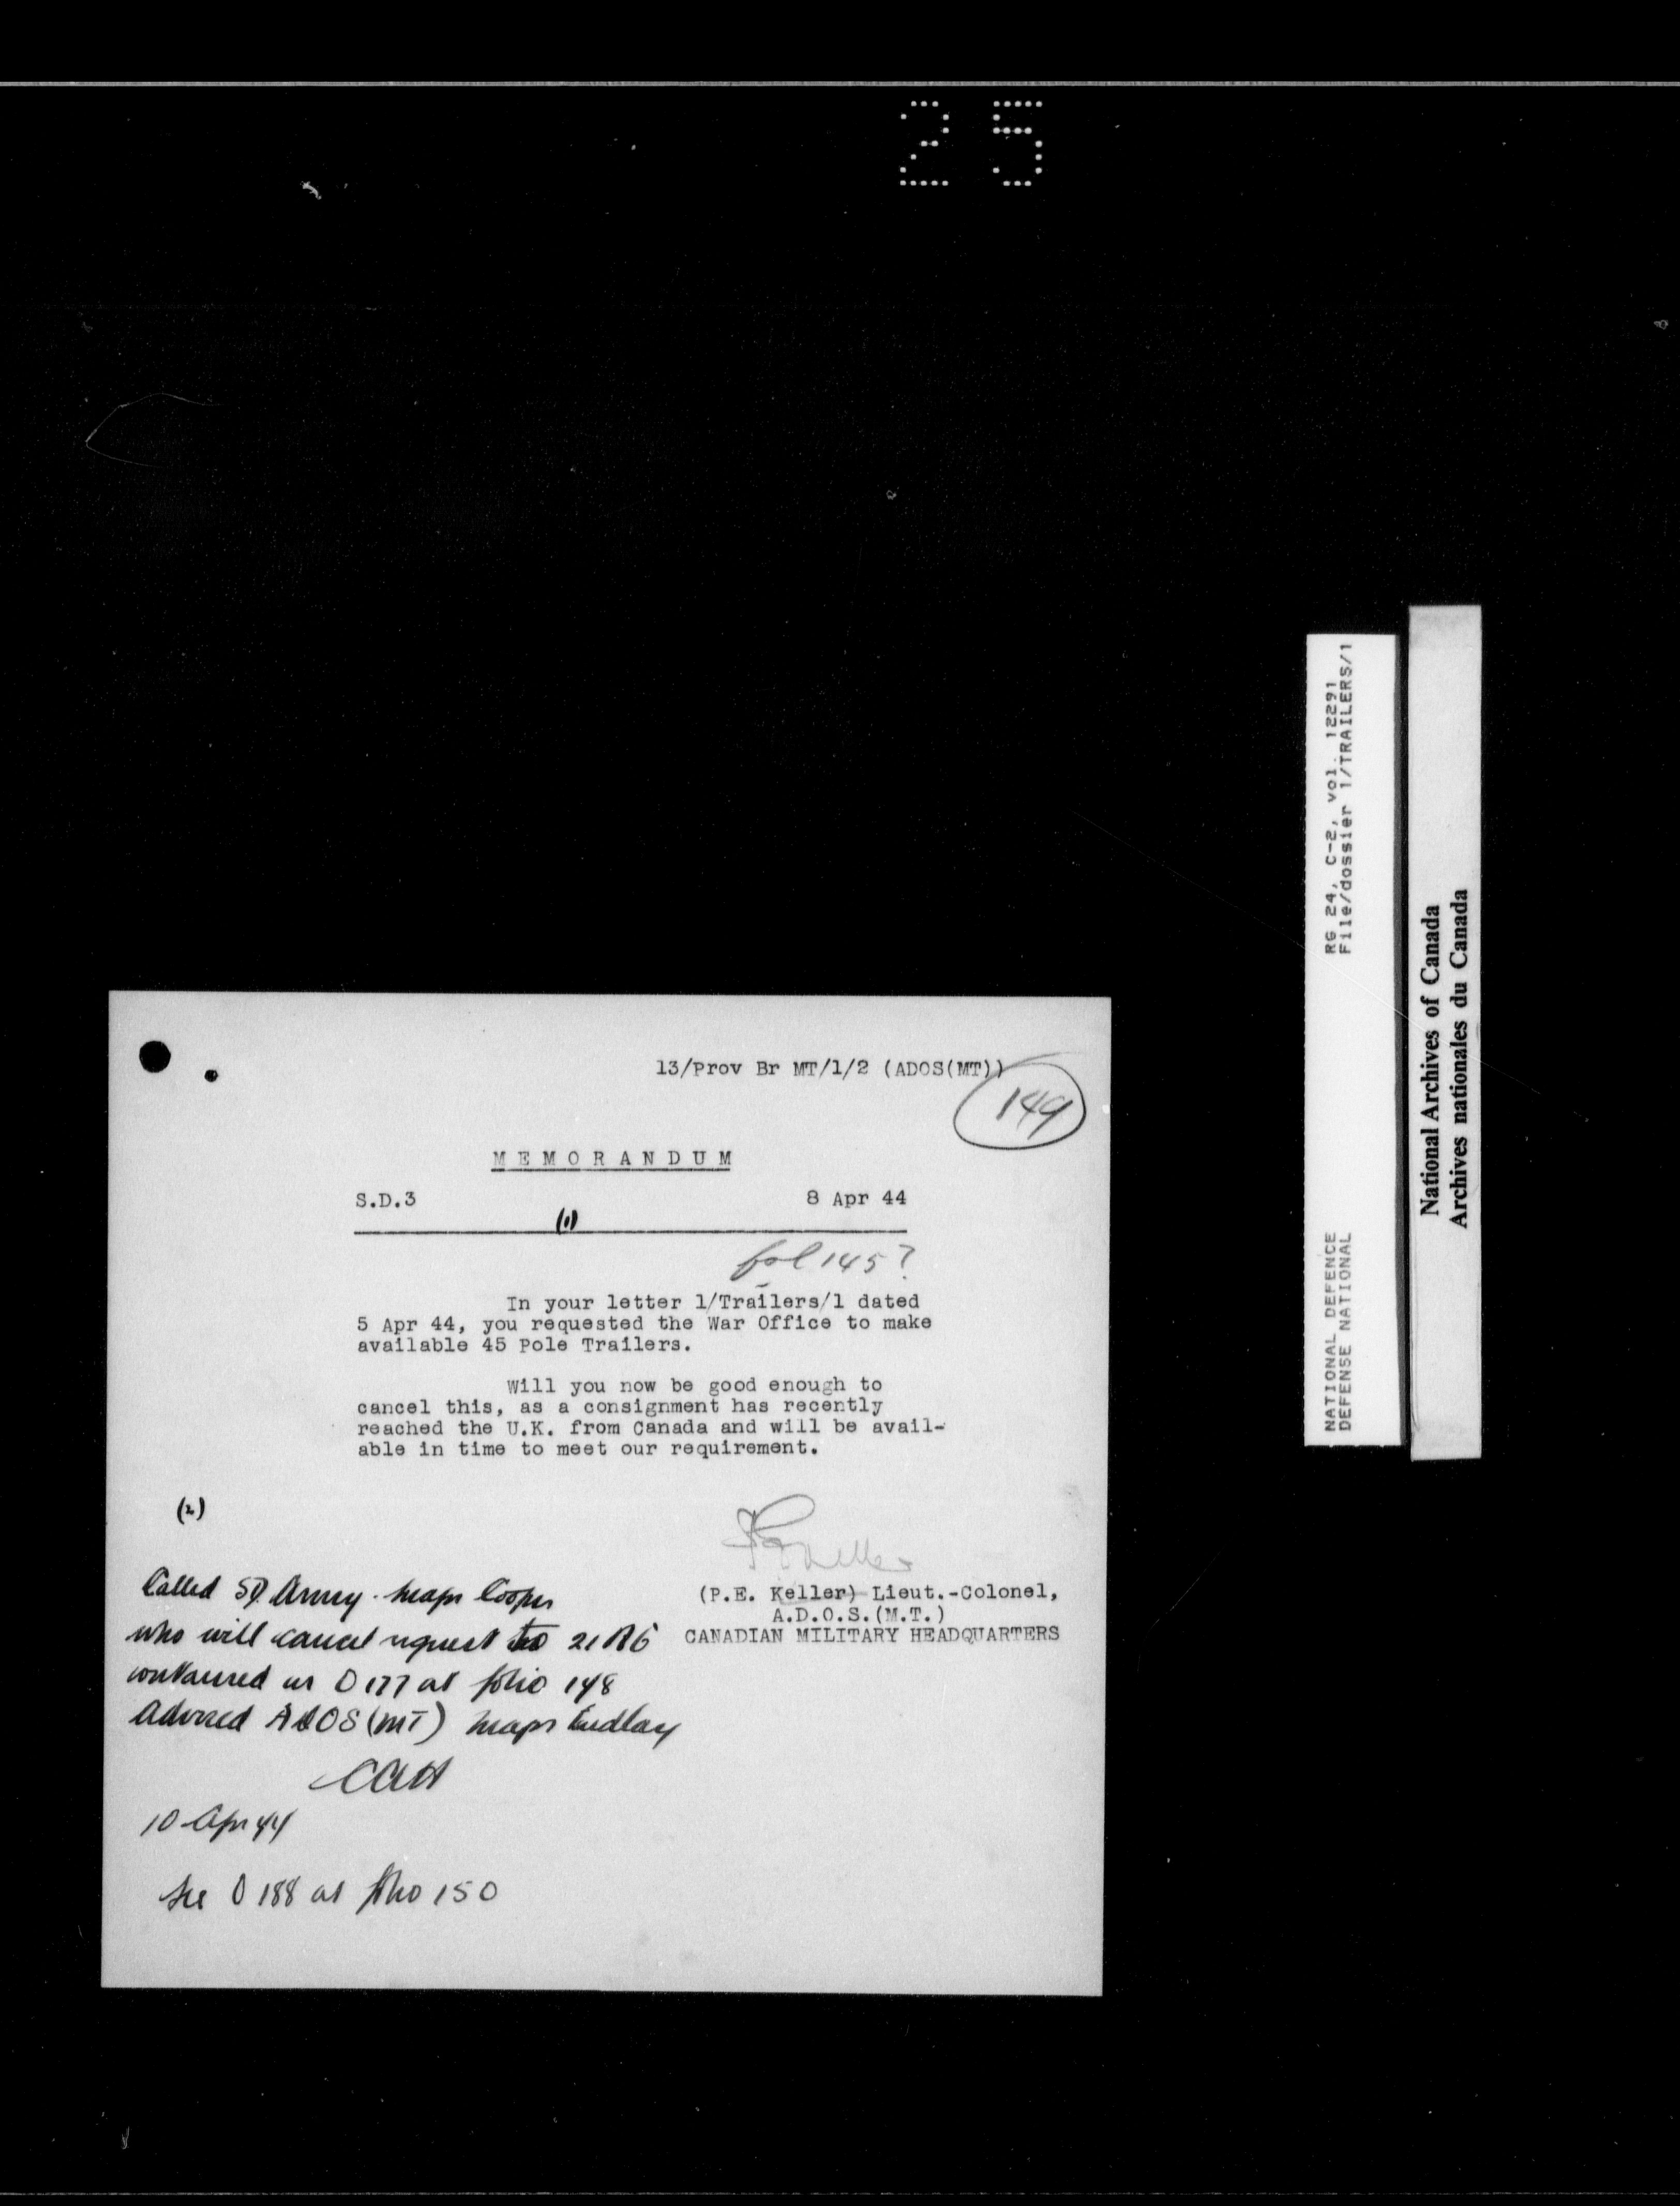 25
13/Prov Br MT/1/2 (ADOS(MT))
149
MEMORANDUM
S.D.3 8 Apr 44
(1)
fol 145?
In your letter 1/Trailers/1 dated
5 Apr 44, you requested the War Office to make
available 45 Pole Trailers.
Will you now be good enough to
cancel this, as a consignment has recently
reached the U.K. from Canada and will be avail-
able in time to meet our requirement.
(2)
(P.E. Keller) Lieut.-Colonel,
A.D.O.S.(M.T.)
CANADIAN MILITARY HEADQUARTERS
Called SD Army - Major Cooper
who will cancel request to 21 AG
contained in O 177 at folio 148
Advised ADOS (MT) Major
CAH
10 Apr 44
See O 188 at folio 150
RG 24, C-2, vol. 12291
File/dossier 1/TRAILERS/1
NATIONAL DEFENCE
DEFENSE NATIONAL
National Archives of Canada
Archives nationales du Canada